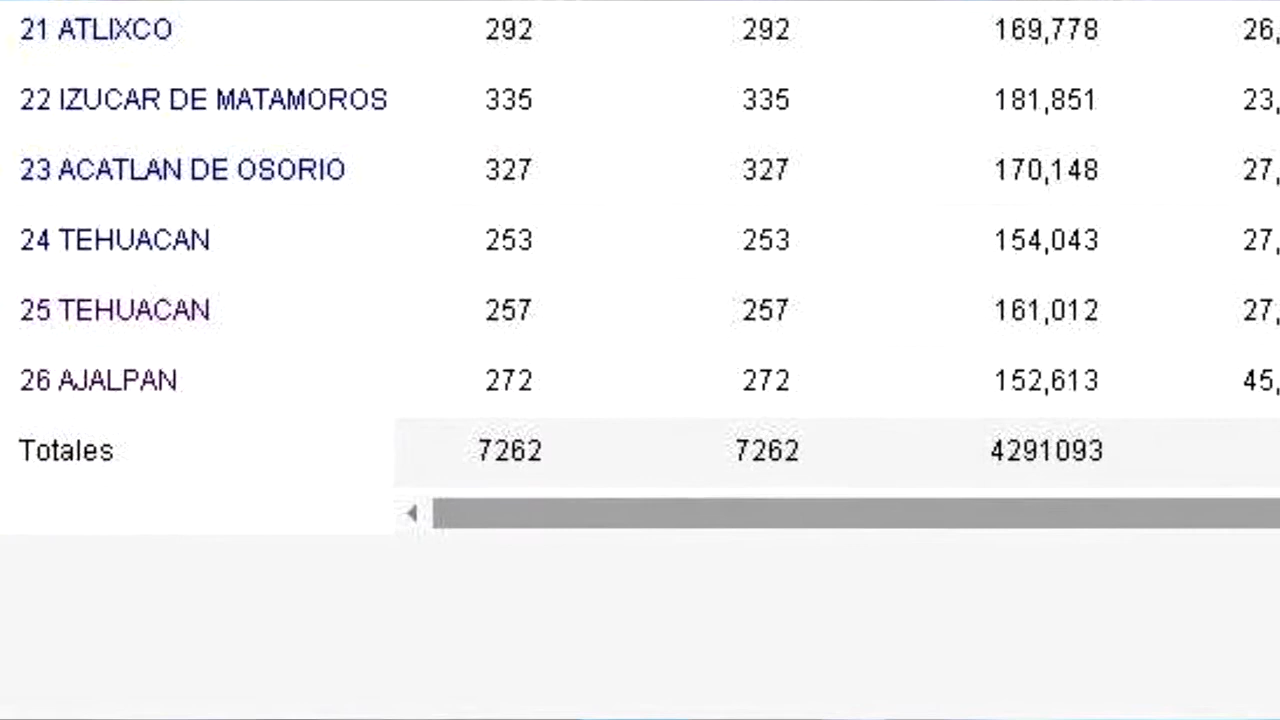 21 ATLIXCO 292 292 169,778 26,
22 IZUCAR DE MATAMOROS 335 335 181,851 23,
23 ACATLAN DE OSORIO 327 327 170,148 27,
24 TEHUACAN 253 253 154,043 27,
25 TEHUACAN 257 257 161,012 27,
26 AJALPAN 272 272 152,613 45,
Totales 7262 7262 4291093